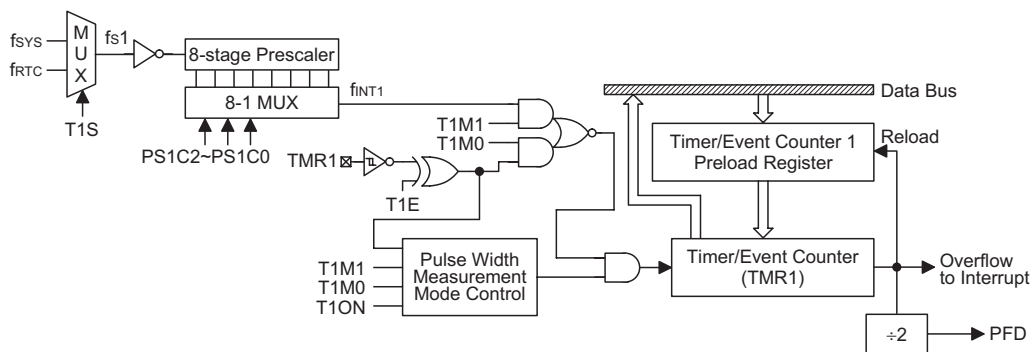 fSYS
fRTC
M
U
X
T1S
fS1
8-stage Prescaler
8-1 MUX
PS1C2~PS1C0
fINT1
T1M1
T1M0
TMR1
T1E
T1M1
T1M0
T1ON
Pulse Width
Measurement
Mode Control
Data Bus
Timer/Event Counter 1
Preload Register
Reload
Timer/Event Counter
(TMR1)
Overflow
to Interrupt
÷2
PFD